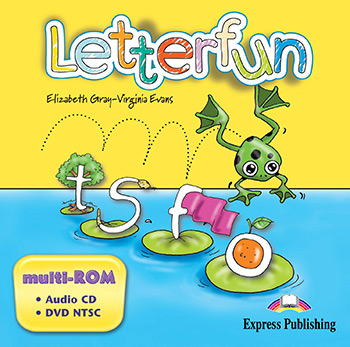 Letterfun
Elizabeth Gray-Virginia Evans
t s f o
multi-ROM
• Audio CD
• DVD NTSC
Express Publishing